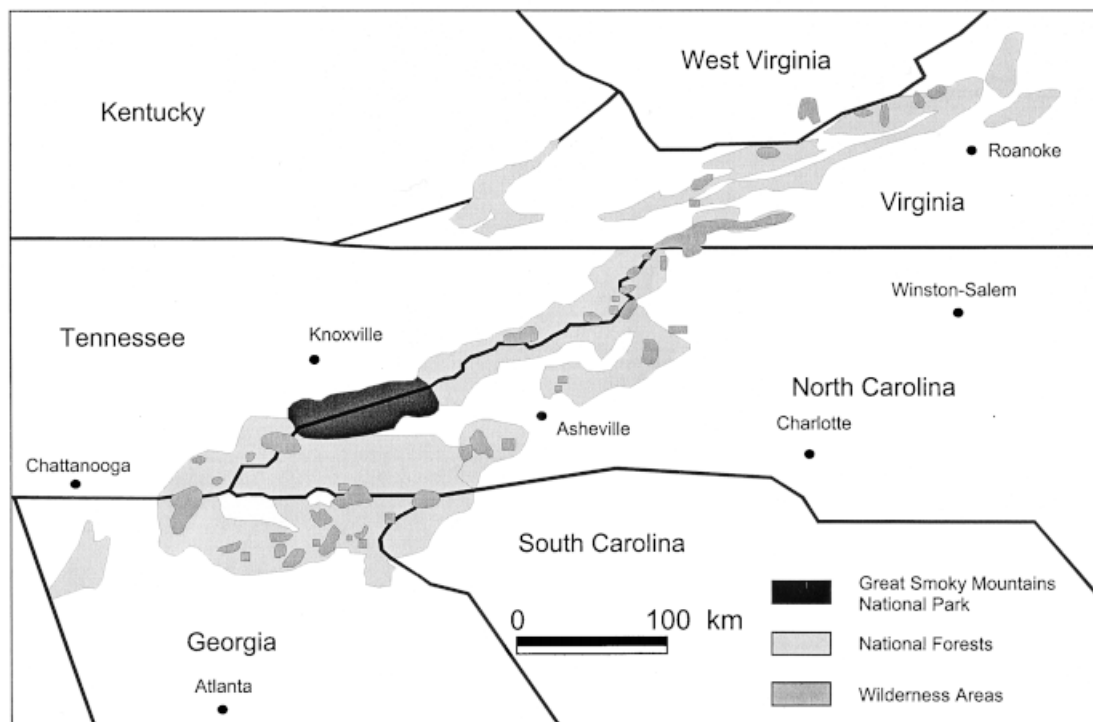 West Virginia
Kentucky
Roanoke
Virginia
Winston-Salem
Tennessee
Knoxville
North Carolina
Asheville
Charlotte
Chattanooga
South Carolina
0 100 km
Great Smoky Mountains
National Park
Georgia
National Forests
Atlanta
Wilderness Areas